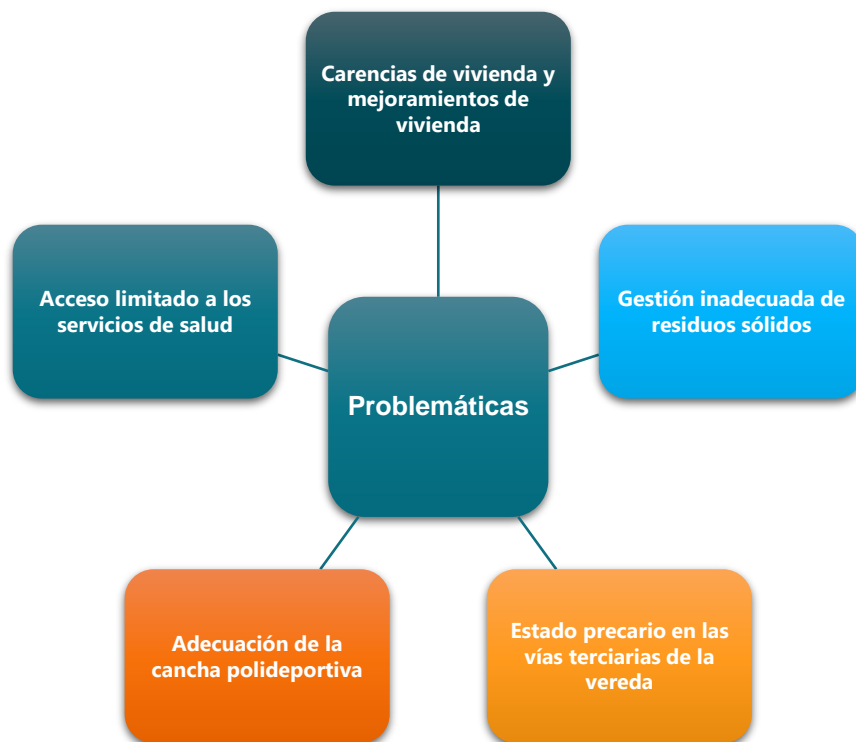 Carencias de vivienda y
mejoramientos de
vivienda
Acceso limitado a los
servicios de salud
Gestión inadecuada de
residuos sólidos
Problemáticas
Adecuación de la
cancha polideportiva
Estado precario en las
vías terciarias de la
vereda